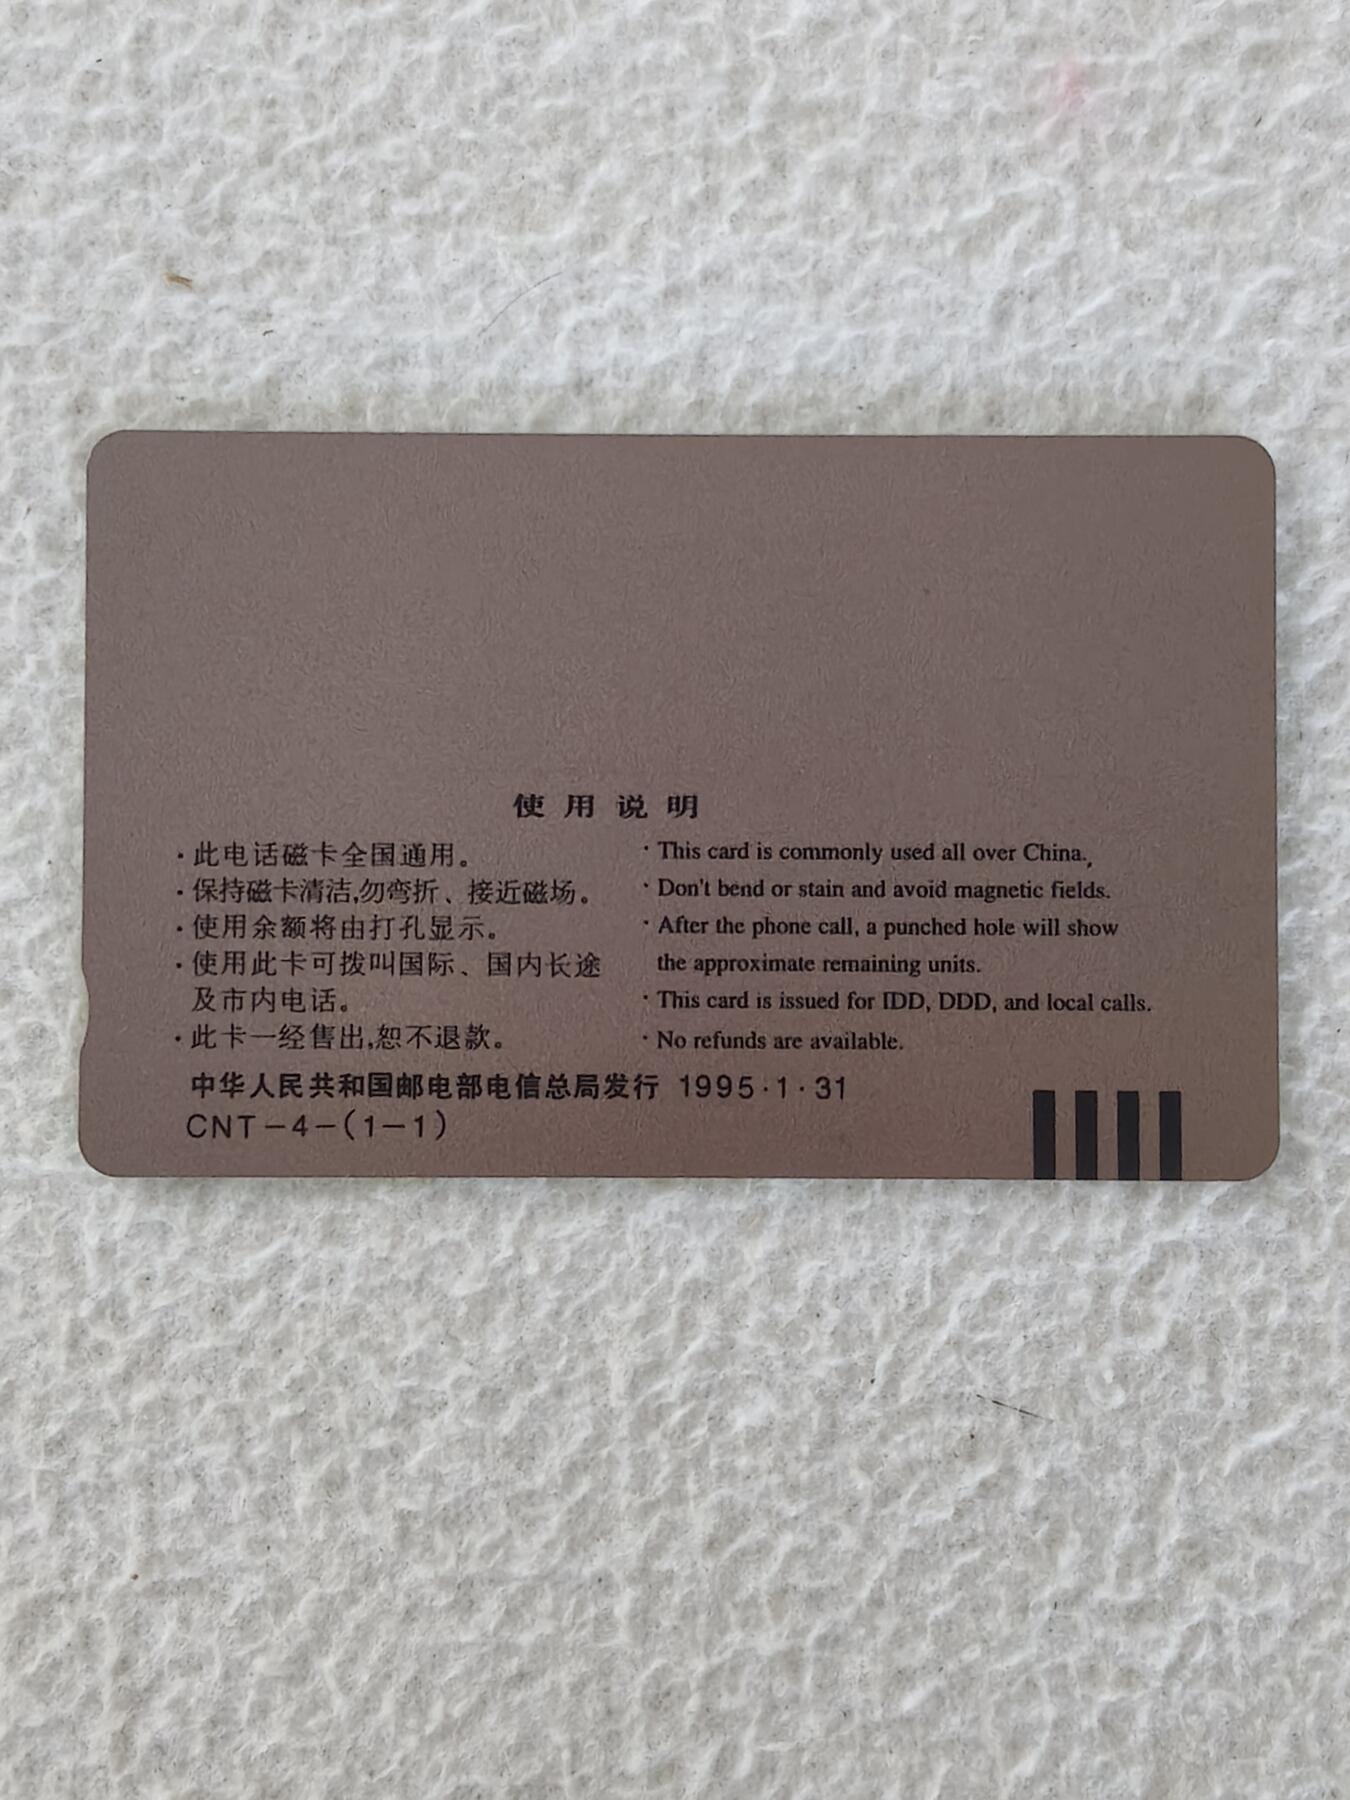 使用说明
·此电话磁卡全国通用。
·保持磁卡清洁,勿弯折、接近磁场。
·使用余额将由打孔显示。
·使用此卡可拨叫国际、国内长途
及市内电话。
·此卡一经售出,恕不退款。
·This card is commonly used all over China.
·Don't bend or stain and avoid magnetic fields.
·After the phone call, a punched hole will show
the approximate remaining units.
·This card is issued for IDD, DDD, and local calls.
·No refunds are available.
中华人民共和国邮电部电信总局发行 1995·1·31
CNT-4-(1-1)